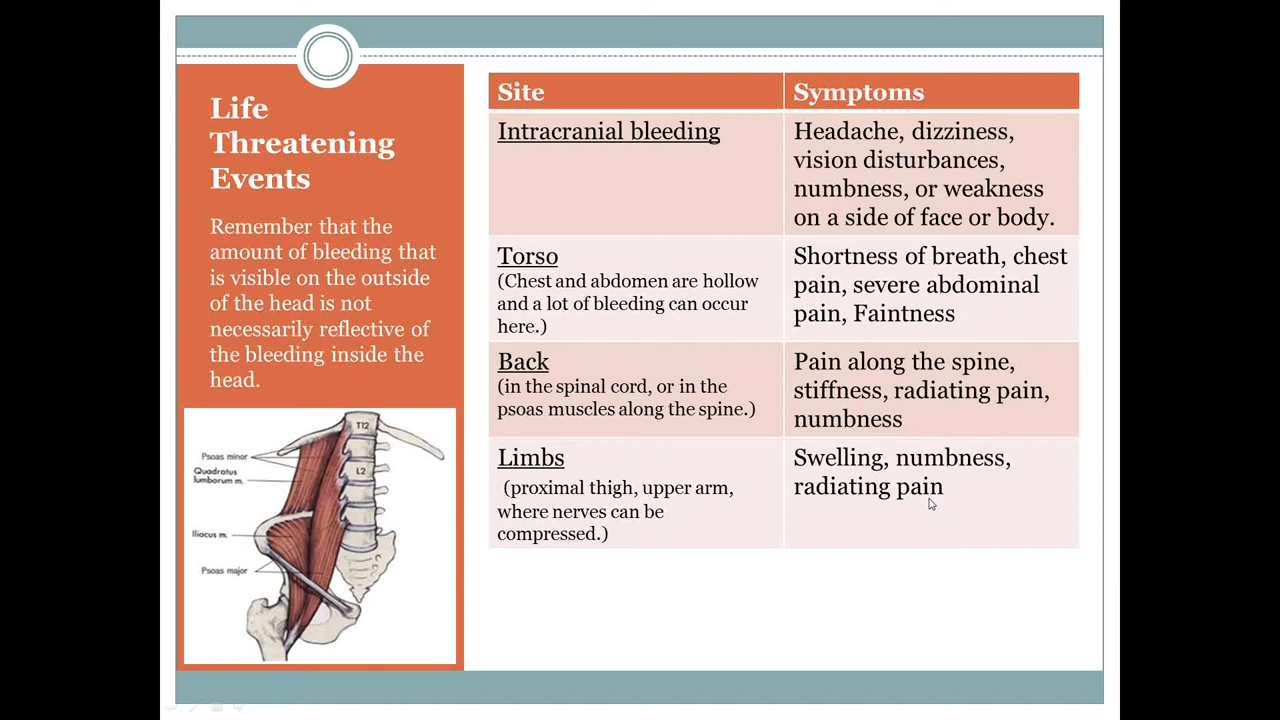 Life
Threatening
Events
Remember that the
amount of bleeding that
is visible on the outside
of the head is not
necessarily reflective of
the bleeding inside the
head.
T12
Psoas minor
Quadratus
lumborum m.
L2
Iliacus m.
Psoas major
Site
Symptoms
Intracranial bleeding
Headache, dizziness,
vision disturbances,
numbness, or weakness
on a side of face or body.
Torso
(Chest and abdomen are hollow
and a lot of bleeding can occur
here.)
Shortness of breath, chest
pain, severe abdominal
pain, Faintness
Back
(in the spinal cord, or in the
psoas muscles along the spine.)
Pain along the spine,
stiffness, radiating pain,
numbness
Limbs
(proximal thigh, upper arm,
where nerves can be
compressed.)
Swelling, numbness,
radiating pain